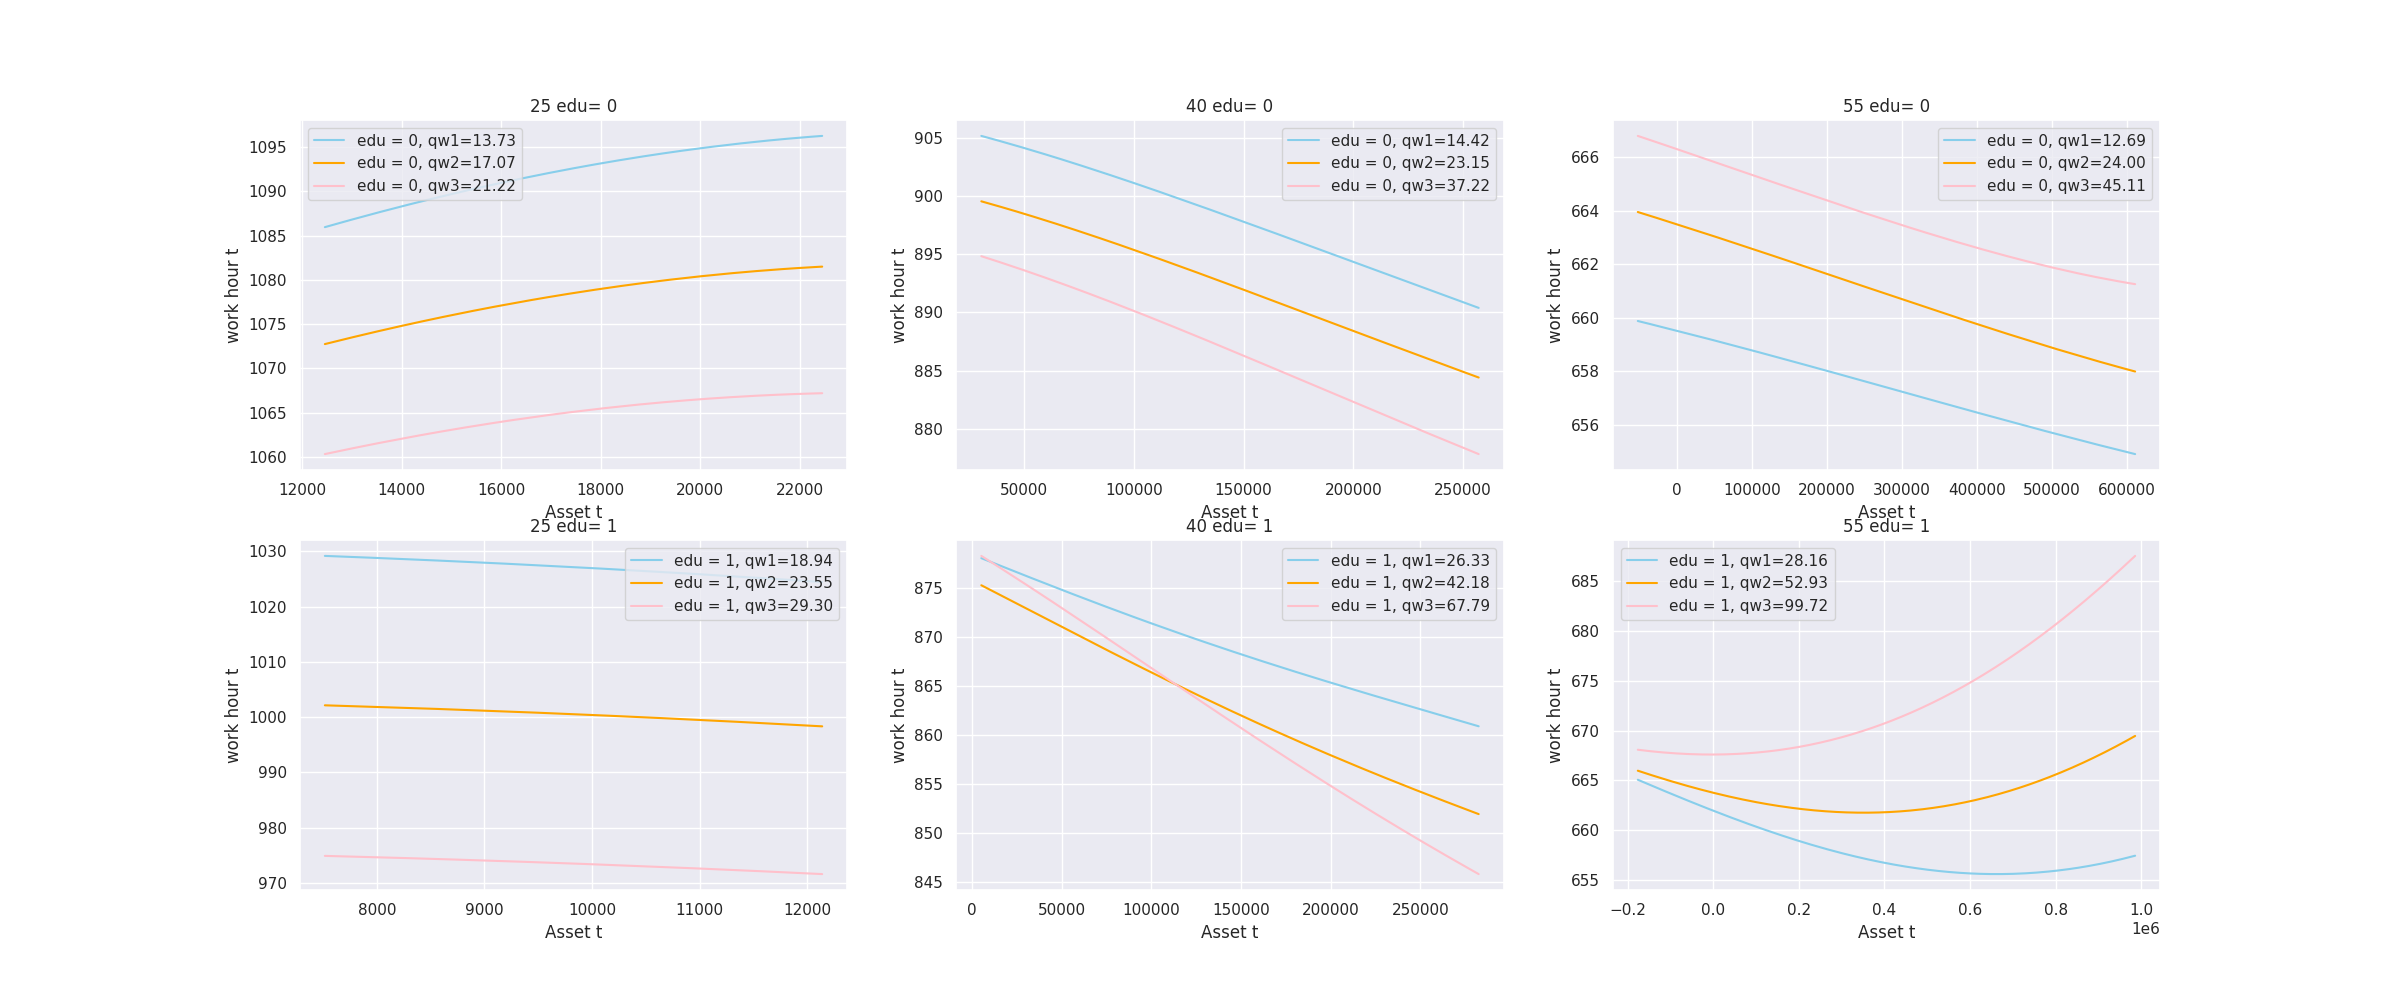 25 edu= 0
edu = 0, qw1=13.73
edu = 0, qw2=17.07
edu = 0, qw3=21.22
work hour t
1095
1090
1085
1080
1075
1070
1065
1060
12000 14000 16000 18000 20000 22000
Asset t
40 edu= 0
edu = 0, qw1=14.42
edu = 0, qw2=23.15
edu = 0, qw3=37.22
work hour t
905
900
895
890
885
880
50000 100000 150000 200000 250000
Asset t
55 edu= 0
edu = 0, qw1=12.69
edu = 0, qw2=24.00
edu = 0, qw3=45.11
work hour t
666
664
662
660
658
656
0 100000 200000 300000 400000 500000 600000
Asset t
25 edu= 1
edu = 1, qw1=18.94
edu = 1, qw2=23.55
edu = 1, qw3=29.30
work hour t
1030
1020
1010
1000
990
980
970
8000 9000 10000 11000 12000
Asset t
40 edu= 1
edu = 1, qw1=26.33
edu = 1, qw2=42.18
edu = 1, qw3=67.79
work hour t
875
870
865
860
855
850
845
0 50000 100000 150000 200000 250000
Asset t
55 edu= 1
edu = 1, qw1=28.16
edu = 1, qw2=52.93
edu = 1, qw3=99.72
work hour t
685
680
675
670
665
660
655
−0.2 0.0 0.2 0.4 0.6 0.8 1.0
1e6
Asset t